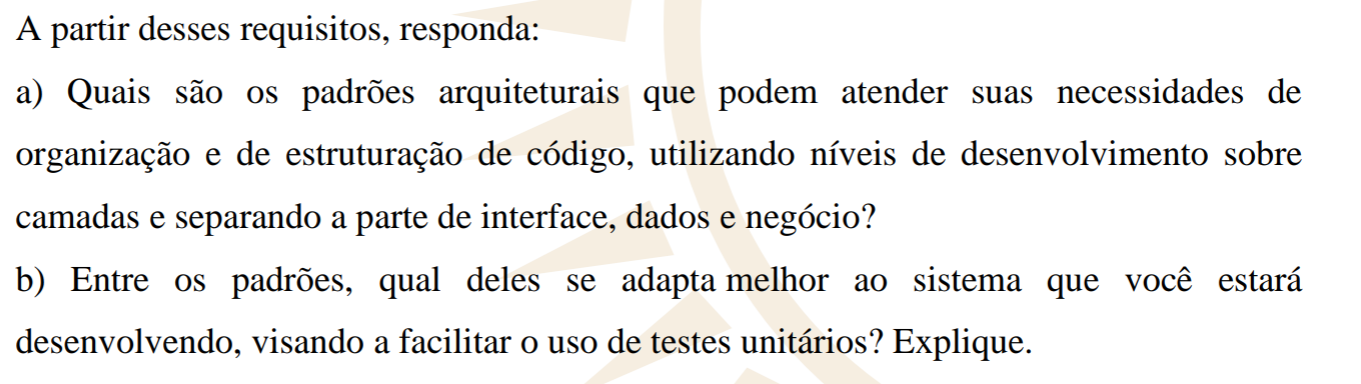 A partir desses requisitos, responda:
a) Quais são os padrões arquiteturais que podem atender suas necessidades de
organização e de estruturação de código, utilizando níveis de desenvolvimento sobre
camadas e separando a parte de interface, dados e negócio?
b) Entre os padrões, qual deles se adapta melhor ao sistema que você estará
desenvolvendo, visando a facilitar o uso de testes unitários? Explique.